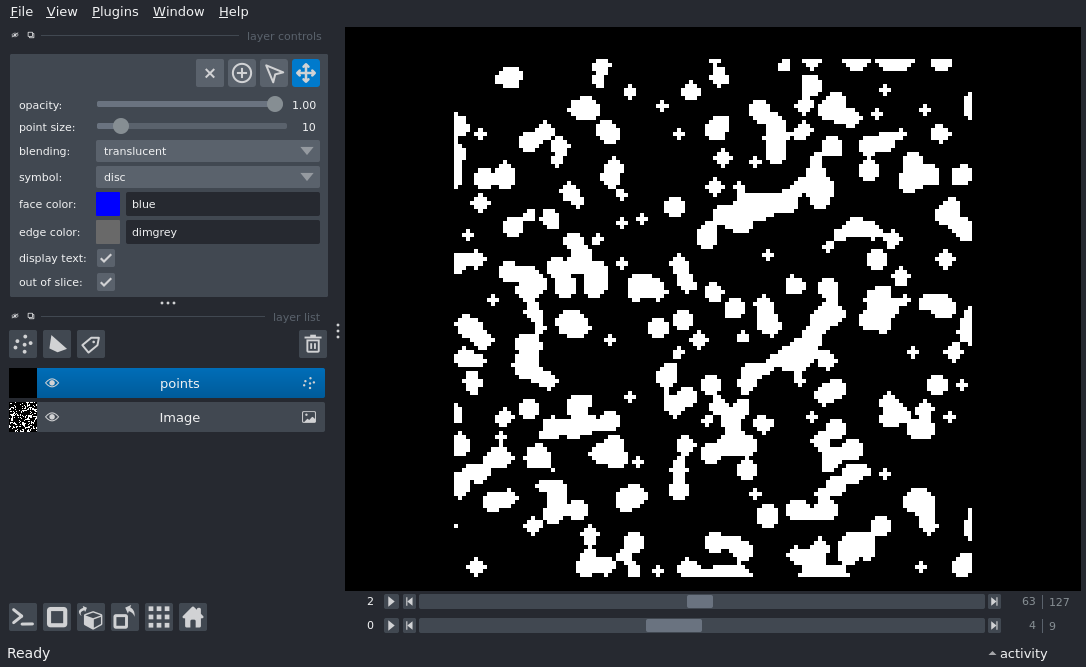 File View Plugins Window Help
layer controls
opacity: 1.00
point size: 10
blending: translucent
symbol: disc
face color: blue
edge color: dimgrey
display text:
out of slice:
layer list
points
Image
2 63 127
0 4 9
Ready activity